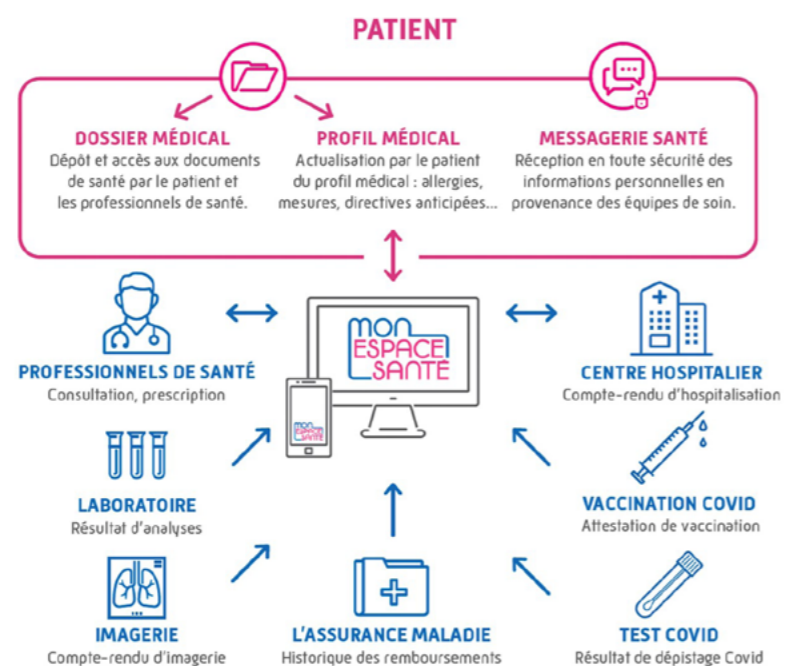 PATIENT
DOSSIER MÉDICAL
Dépôt et accès aux documents
de santé par le patient et
les professionnels de santé.
PROFIL MÉDICAL
Actualisation par le patient
du profil médical : allergies,
mesures, directives anticipées...
MESSAGERIE SANTÉ
Réception en toute sécurité des
informations personnelles en
provenance des équipes de soin.
PROFESSIONNELS DE SANTÉ
Consultation, prescription
mon
ESPACE
SANTÉ
mon
ESPACE
SANTÉ
CENTRE HOSPITALIER
Compte-rendu d'hospitalisation
LABORATOIRE
Résultat d'analyses
VACCINATION COVID
Attestation de vaccination
IMAGERIE
Compte-rendu d'imagerie
L'ASSURANCE MALADIE
Historique des remboursements
TEST COVID
Résultat de dépistage Covid